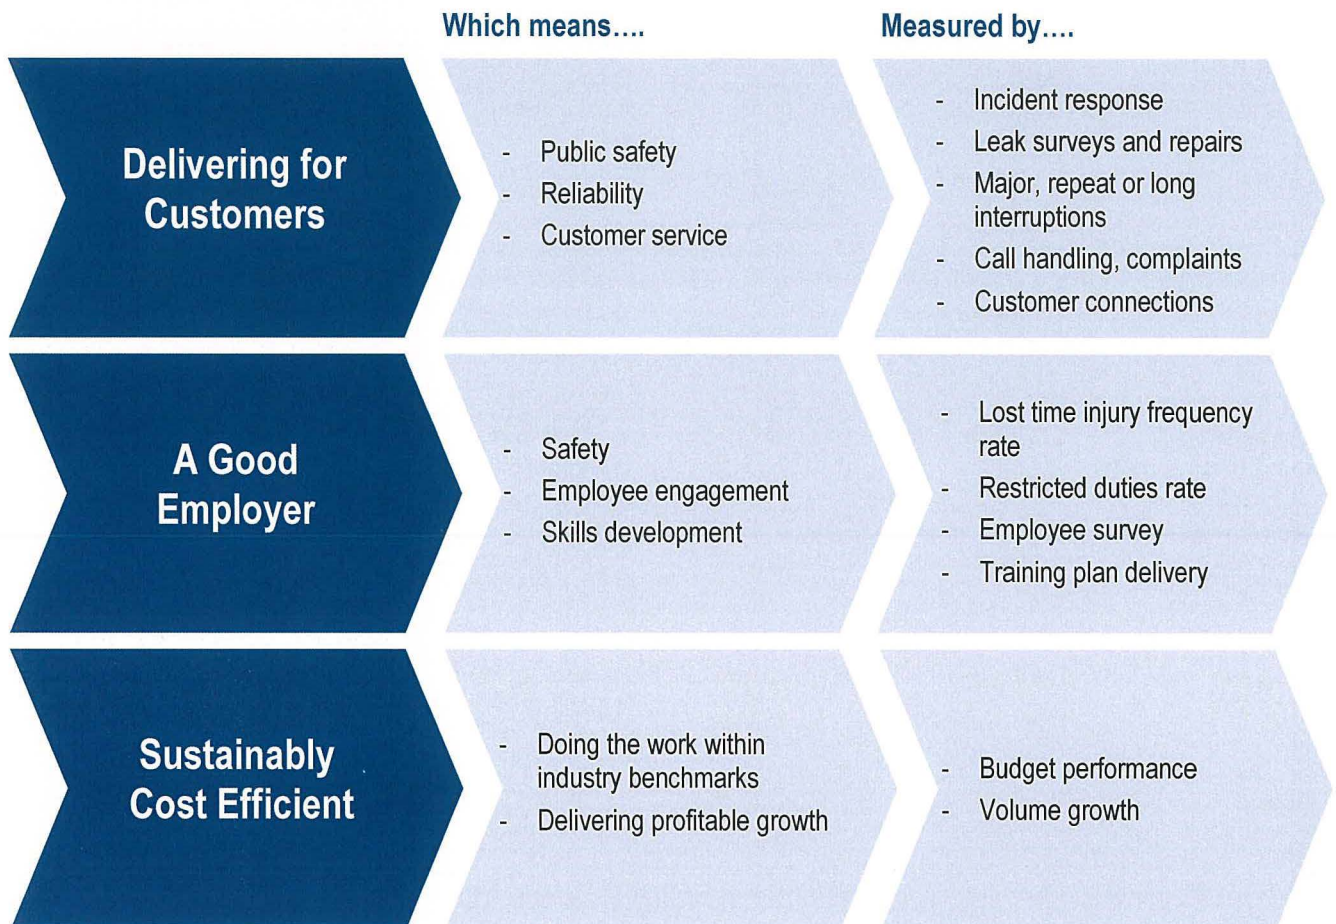 Which means....
Measured by....
Delivering for
Customers
- Public safety
- Reliability
- Customer service
- Incident response
- Leak surveys and repairs
- Major, repeat or long
interruptions
- Call handling, complaints
- Customer connections
A Good
Employer
- Safety
- Employee engagement
- Skills development
- Lost time injury frequency
rate
- Restricted duties rate
- Employee survey
- Training plan delivery
Sustainably
Cost Efficient
- Doing the work within
industry benchmarks
- Delivering profitable growth
- Budget performance
- Volume growth